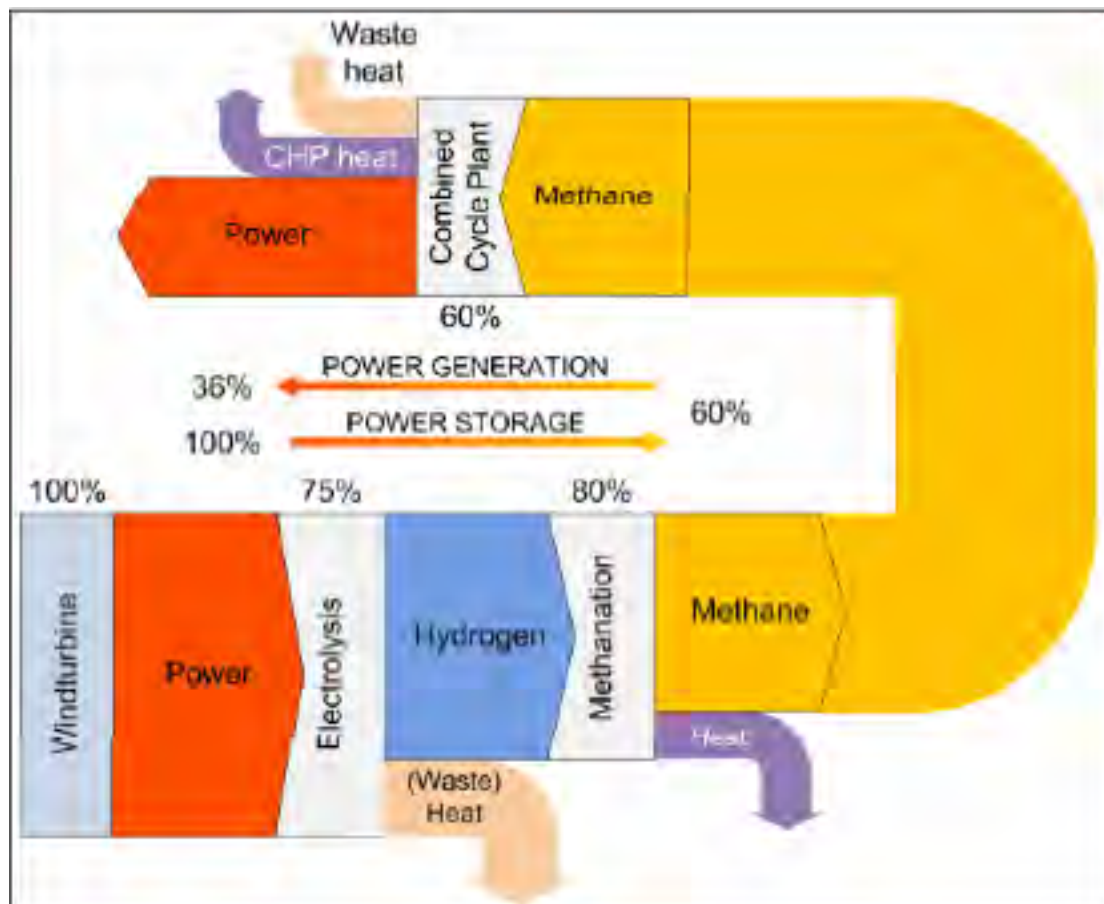 Waste
heat
CHP heat
Combined
Cycle Plant
Methane
Power
60%
POWER GENERATION
36%
60%
POWER STORAGE
100%
100%
75%
80%
Windturbine
Power
Electrolysis
Hydrogen
Methanation
Methane
Heat
(Waste)
Heat